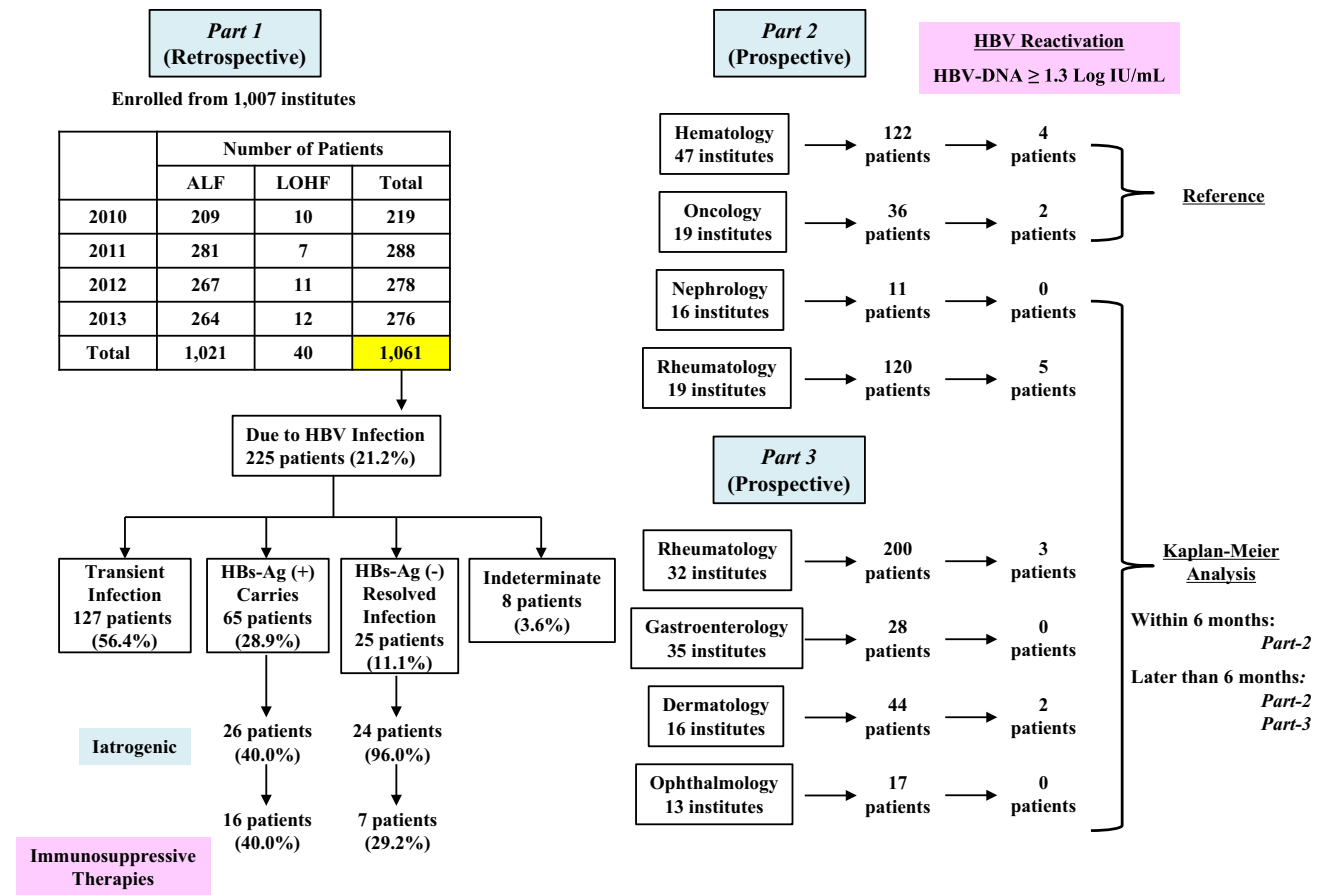 Part 1
(Retrospective)
Enrolled from 1,007 institutes
Number of Patients
ALF LOHF Total
2010 209 10 219
2011 281 7 288
2012 267 11 278
2013 264 12 276
Total 1,021 40 1,061
Due to HBV Infection
225 patients (21.2%)
Transient
Infection
127 patients
(56.4%)
HBs-Ag (+)
Carries
65 patients
(28.9%)
HBs-Ag (-)
Resolved
Infection
25 patients
(11.1%)
Indeterminate
8 patients
(3.6%)
Iatrogenic
26 patients
(40.0%)
24 patients
(96.0%)
16 patients
(40.0%)
7 patients
(29.2%)
Immunosuppressive
Therapies
Part 2
(Prospective)
HBV Reactivation
HBV-DNA ≥ 1.3 Log IU/mL
Hematology
47 institutes
122
patients
4
patients
Oncology
19 institutes
36
patients
2
patients
Reference
Nephrology
16 institutes
11
patients
0
patients
Rheumatology
19 institutes
120
patients
5
patients
Part 3
(Prospective)
Rheumatology
32 institutes
200
patients
3
patients
Gastroenterology
35 institutes
28
patients
0
patients
Dermatology
16 institutes
44
patients
2
patients
Ophthalmology
13 institutes
17
patients
0
patients
Kaplan-Meier
Analysis
Within 6 months:
Part-2
Later than 6 months:
Part-2
Part-3